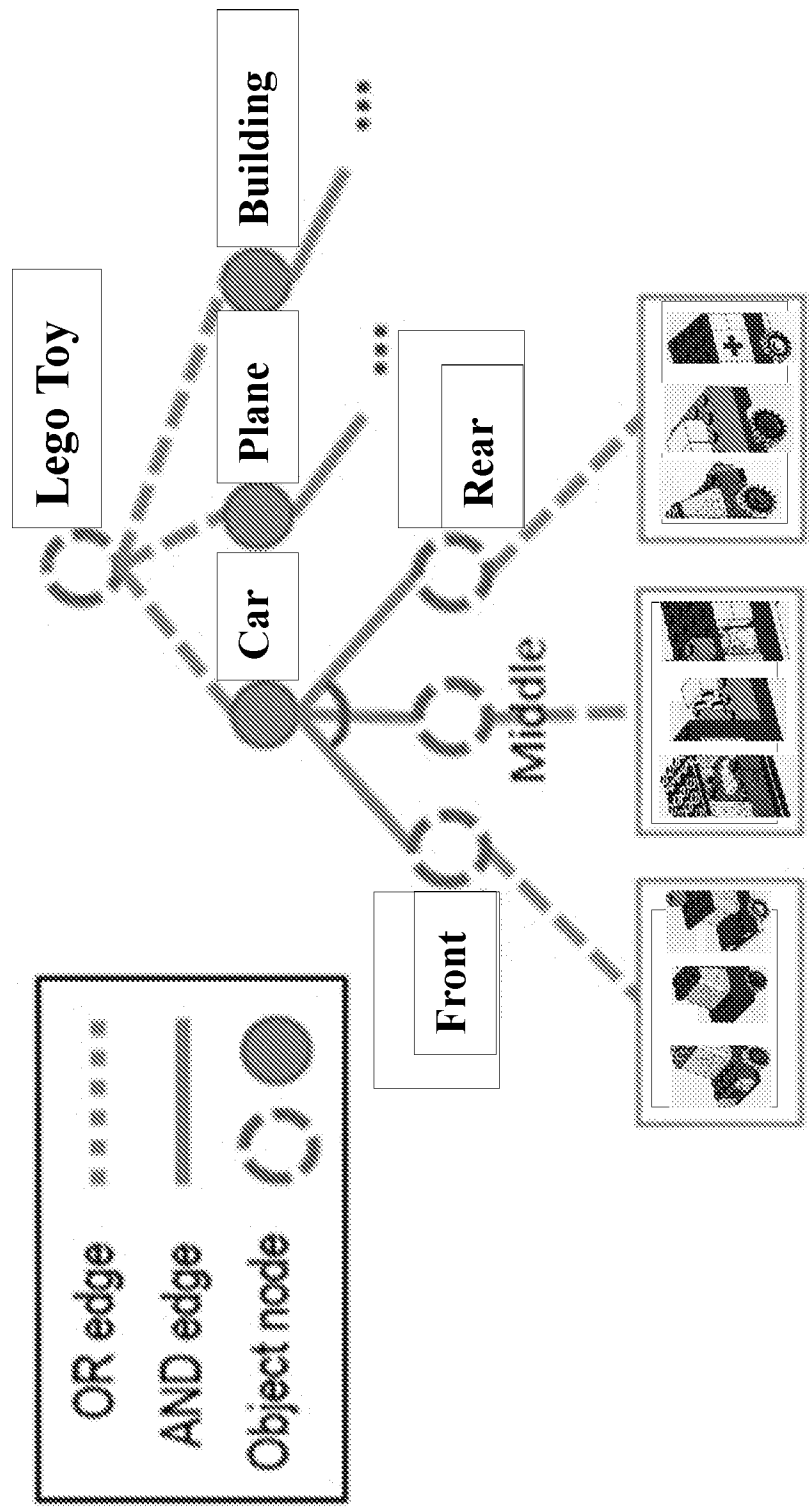 OR edge
AND edge
Object node
Lego Toy
Car
Plane
Building
...
...
Front
Middle
Rear